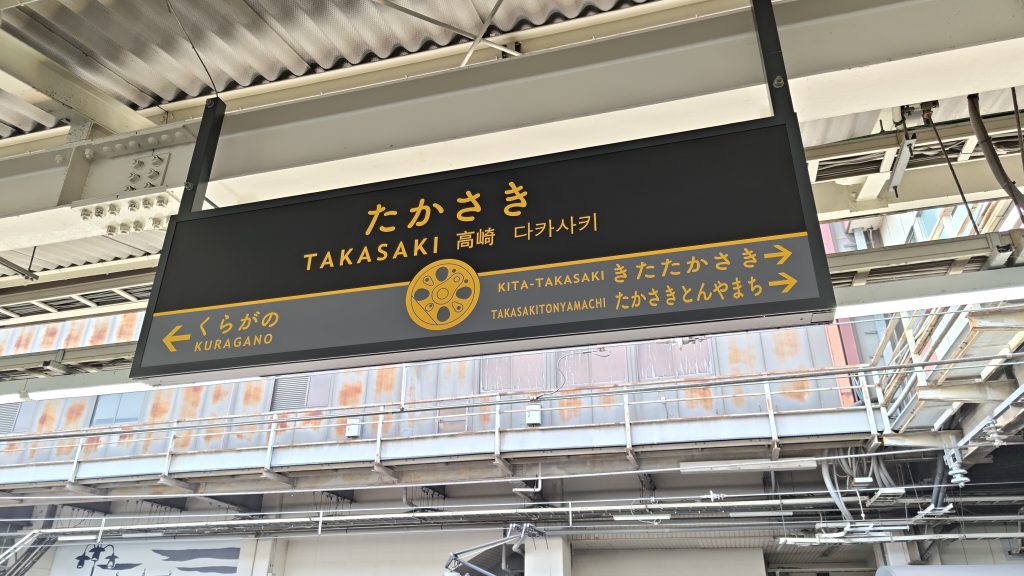 たかさき
TAKASAKI 高崎 다카사키
KITA-TAKASAKI きたたかさき →
TAKASAKITONYAMACHI たかさきとんやまち →
← くらがの
KURAGANO